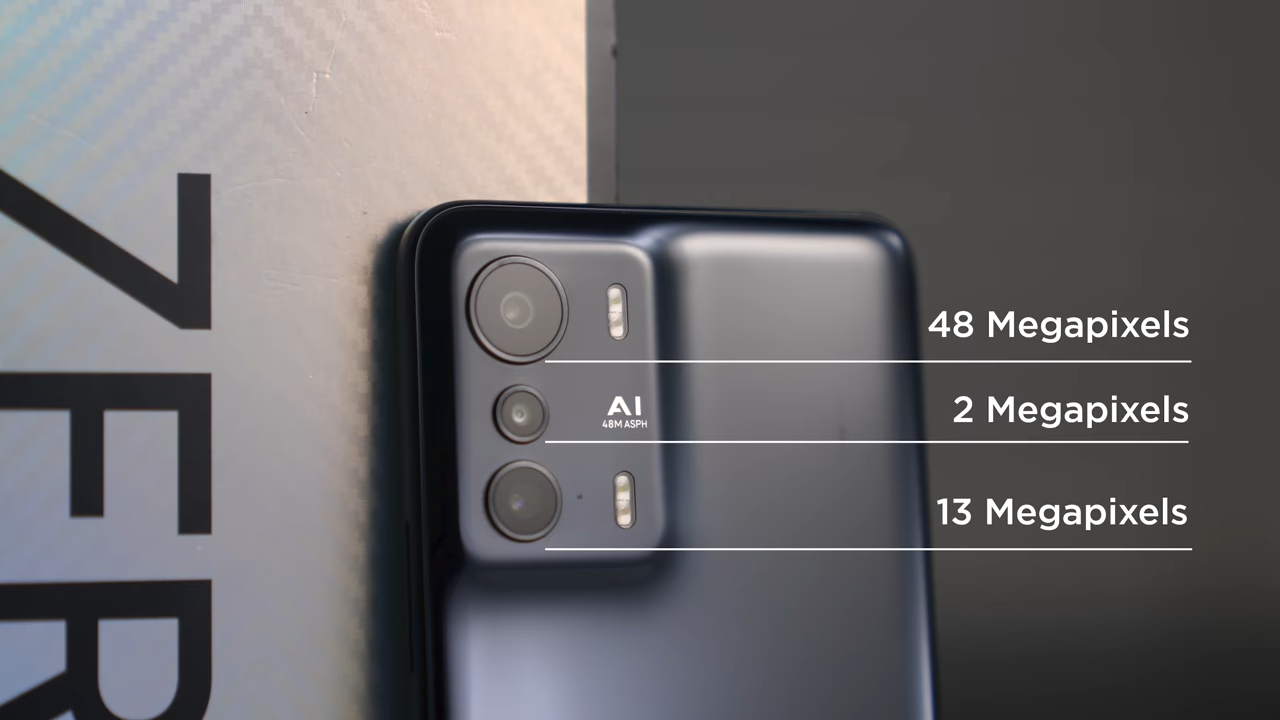 ZER
48 Megapixels
AI
2 Megapixels
48M ASPH
13 Megapixels